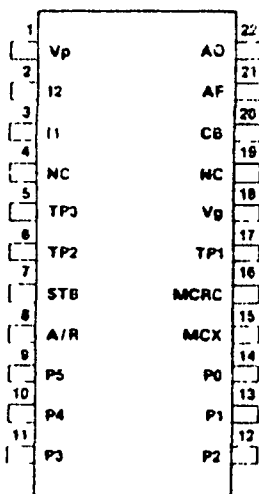 1 Vp AO 22
2 I2 AF 21
3 I1 CB 20
4 NC NC 19
5 TP3 Vg 18
6 TP2 TP1 17
7 STB MCRC 16
8 A/R MCX 15
9 P5 P0 14
10 P4 P1 13
11 P3 P2 12